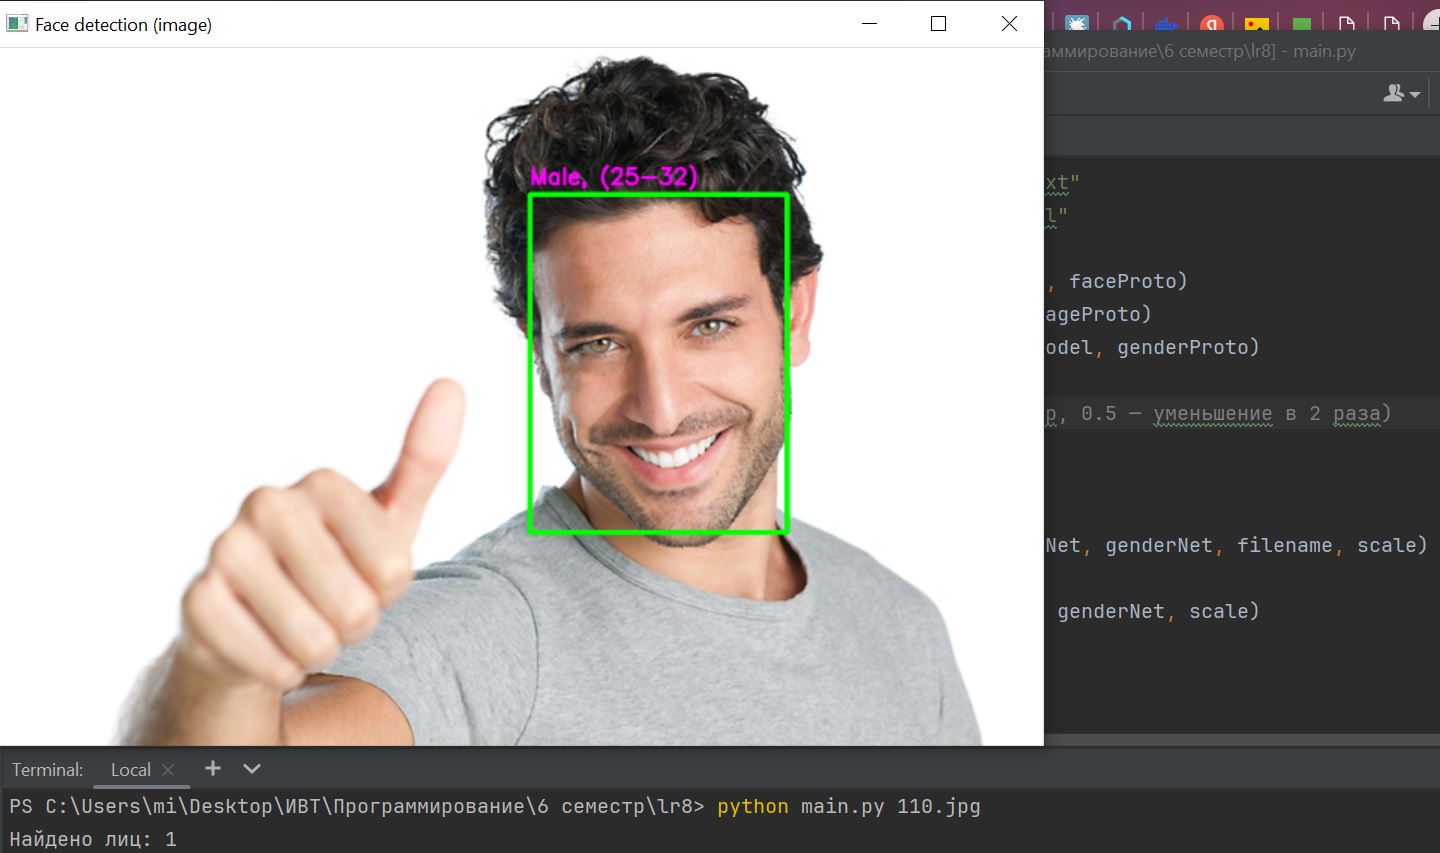 Face detection (image)
аммирование\6 семестр\lr8] - main.py
Male, (25-32)
xt"
l"
, faceProto)
ageProto)
odel, genderProto)
р, 0.5 — уменьшение в 2 раза)
Net, genderNet, filename, scale)
genderNet, scale)
Terminal: Local
PS C:\Users\mi\Desktop\ИВТ\Программирование\6 семестр\lr8> python main.py 110.jpg
Найдено лиц: 1